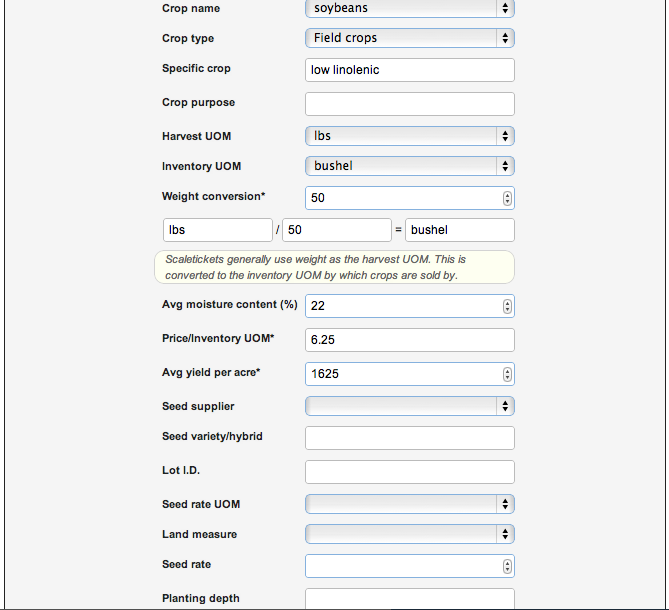 Crop name soybeans
Crop type Field crops
Specific crop low linolenic
Crop purpose
Harvest UOM lbs
Inventory UOM bushel
Weight conversion* 50
lbs / 50 = bushel
Scaletickets generally use weight as the harvest UOM. This is
converted to the inventory UOM by which crops are sold by.
Avg moisture content (%) 22
Price/Inventory UOM* 6.25
Avg yield per acre* 1625
Seed supplier
Seed variety/hybrid
Lot I.D.
Seed rate UOM
Land measure
Seed rate
Planting depth